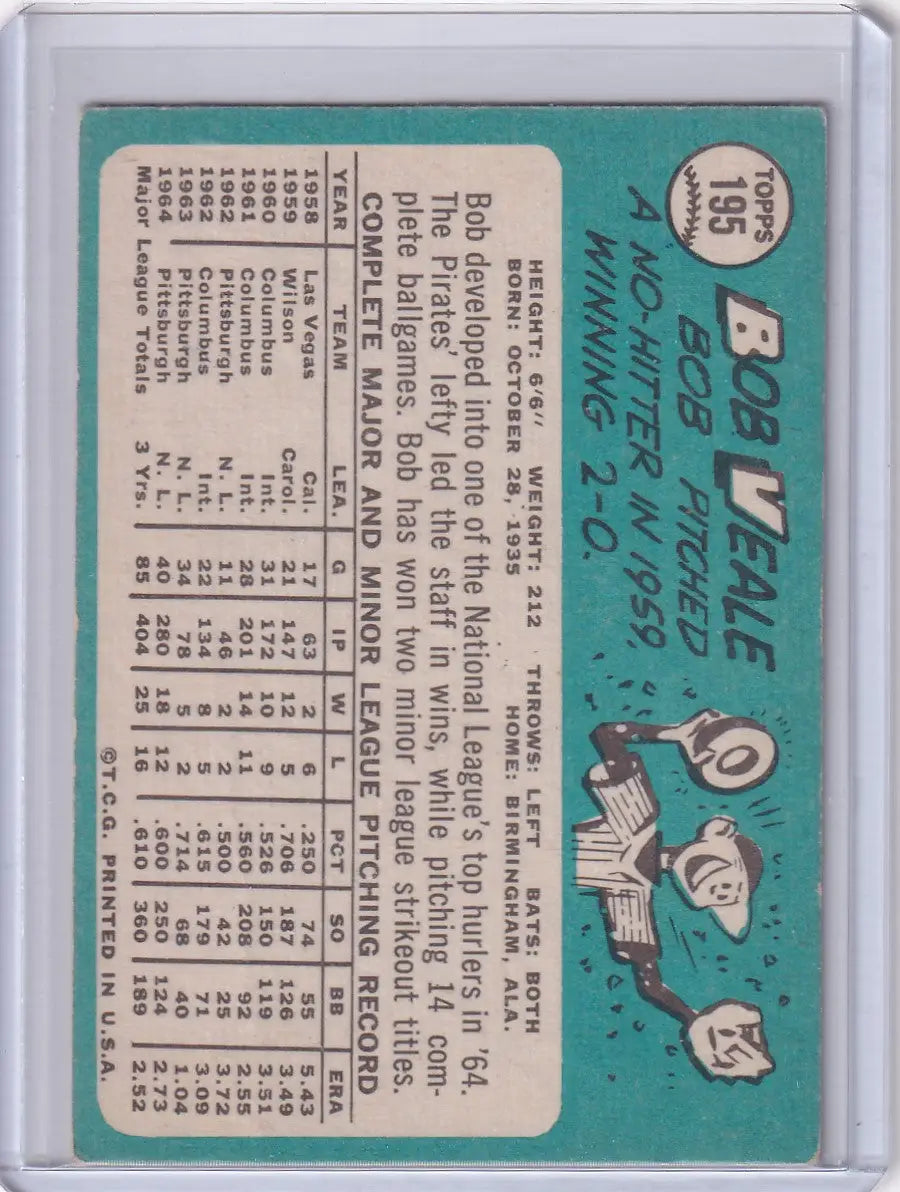 TOPPS
195
BOB VEALE
BOB PITCHED
A NO-HITTER IN 1959,
WINNING 2-0.
HEIGHT: 6'6" WEIGHT: 212 THROWS: LEFT BATS: BOTH
BORN: OCTOBER 28, 1935 HOME: BIRMINGHAM, ALA.
Bob developed into one of the National League's top hurlers in '64.
The Pirates' lefty led the staff in wins, while pitching 14 com-
plete ballgames. Bob has won two minor league strikeout titles.
COMPLETE MAJOR AND MINOR LEAGUE PITCHING RECORD
YEAR TEAM LEA. G IP W L PCT SO BB ERA
1958 Las Vegas Cal. 17 63 2 6 .250 74 55 5.43
1959 Wilson Carol. 21 147 12 5 .706 187 126 3.49
1960 Columbus Int. 31 172 10 9 .526 150 119 3.51
1961 Columbus Int. 28 201 14 11 .560 208 92 2.55
1962 Pittsburgh N. L. 11 46 2 2 .500 42 25 3.72
1962 Columbus Int. 22 134 8 5 .615 179 71 3.09
1963 Pittsburgh N. L. 34 78 5 2 .714 68 40 1.04
1964 Pittsburgh N. L. 40 280 18 12 .600 250 124 2.73
Major League Totals 3 Yrs. 85 404 25 16 .610 360 189 2.52
©T.C.G. PRINTED IN U.S.A.